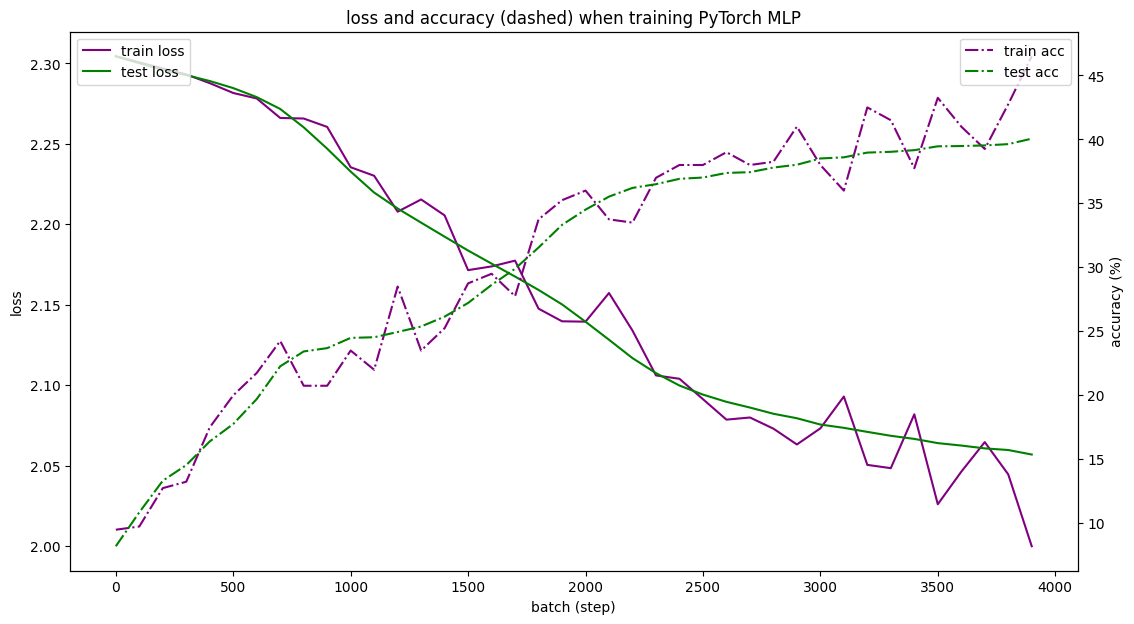 loss and accuracy (dashed) when training PyTorch MLP
train loss
test loss
train acc
test acc
2.30
2.25
2.20
2.15
2.10
2.05
2.00
loss
45
40
35
30
25
20
15
10
accuracy (%)
0 500 1000 1500 2000 2500 3000 3500 4000
batch (step)